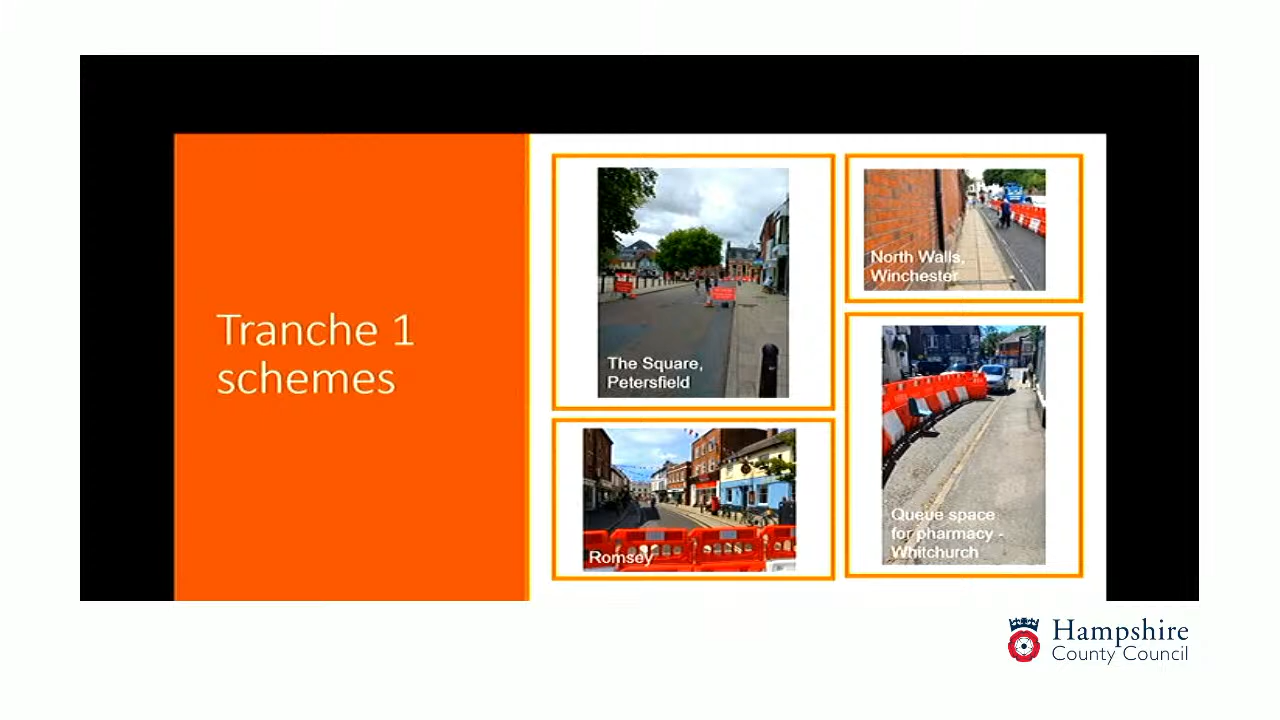 Tranche 1
schemes
The Square,
Petersfield
North Walls,
Winchester
Romsey
Queue space
for pharmacy -
Whitchurch
Hampshire
County Council